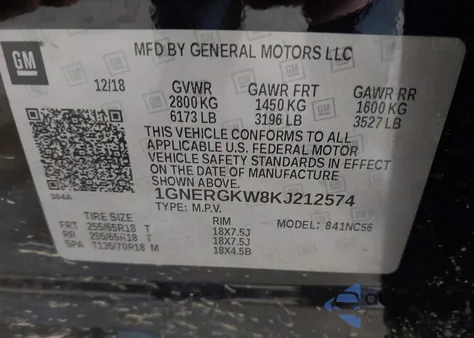 GM
MFD BY GENERAL MOTORS LLC
12/18 GVWR GAWR FRT GAWR RR
2800 KG 1450 KG 1600 KG
6173 LB 3196 LB 3527 LB
THIS VEHICLE CONFORMS TO ALL
APPLICABLE U.S. FEDERAL MOTOR
VEHICLE SAFETY STANDARDS IN EFFECT
ON THE DATE OF MANUFACTURE
384A
1GNERGKW8KJ212574
TYPE: M.P.V.
MODEL: 841NC56
TIRE SIZE RIM
FRT 255/65R18 T 18X7.5J
RR 255/65R18 T 18X7.5J
SPA T135/70R18 M 18X4.5B